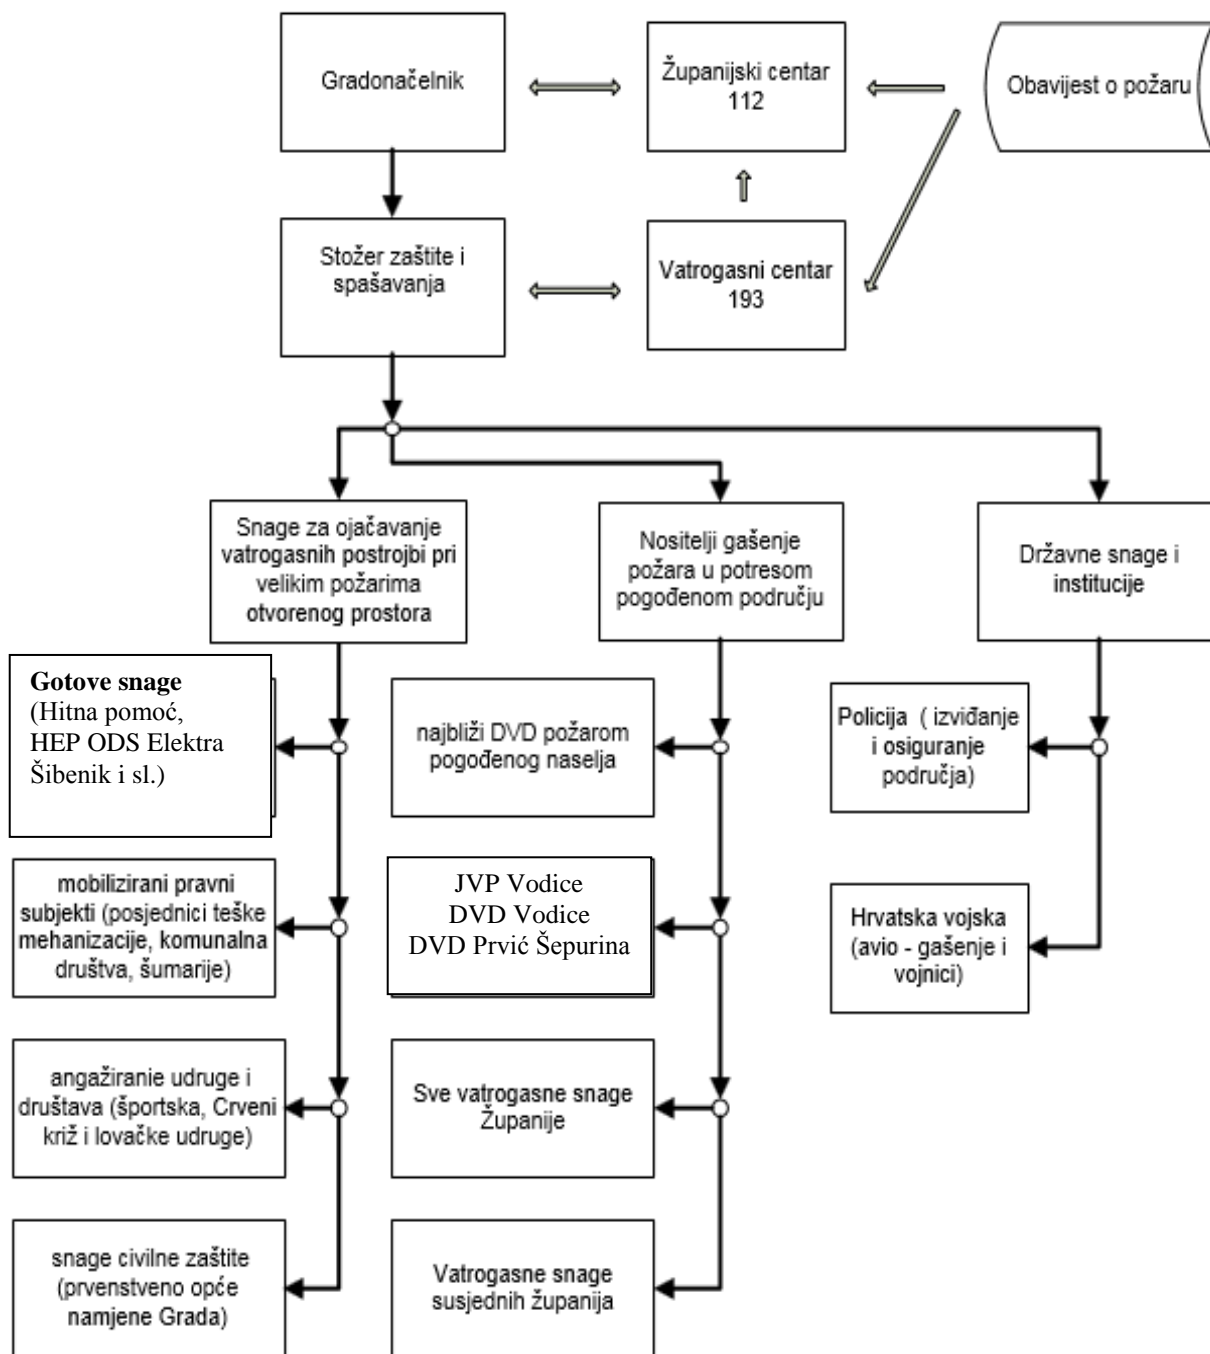 Gradonačelnik
Županijski centar
112
Obavijest o požaru
Stožer zaštite i
spašavanja
Vatrogasni centar
193
Snage za ojačavanje
vatrogasnih postrojbi pri
velikim požarima
otvorenog prostora
Nositelji gašenje
požara u potresom
pogođenom području
Državne snage i
institucije
Gotove snage
(Hitna pomoć,
HEP ODS Elektra
Šibenik i sl.)
najbliži DVD požarom
pogođenog naselja
Policija ( izviđanje
i osiguranje
područja)
mobilizirani pravni
subjekti (posjednici teške
mehanizacije, komunalna
društva, šumarije)
JVP Vodice
DVD Vodice
DVD Prvić Šepurina
Hrvatska vojska
(avio - gašenje i
vojnici)
angažiranie udruge i
društava (športska, Crveni
križ i lovačke udruge)
Sve vatrogasne snage
Županije
snage civilne zaštite
(prvenstveno opće
namjene Grada)
Vatrogasne snage
susjednih županija